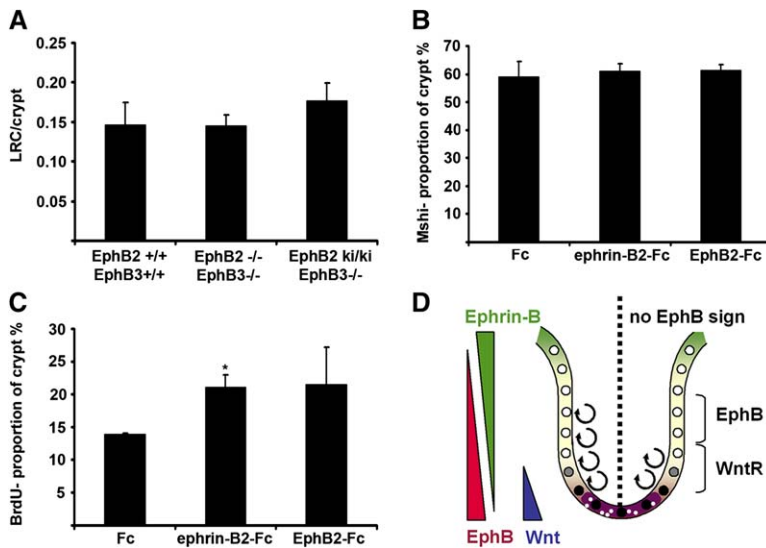 A
LRC/crypt
0.25
0.20
0.15
0.10
0.05
EphB2 +/+
EphB3+/+
EphB2 -/-
EphB3-/-
EphB2 ki/ki
EphB3-/-
B
Mshi- proportion of crypt %
70
60
50
40
30
20
10
Fc
ephrin-B2-Fc
EphB2-Fc
C
BrdU- proportion of crypt %
30
25
20
15
10
5
*
Fc
ephrin-B2-Fc
EphB2-Fc
D
Ephrin-B
no EphB sign
EphB
WntR
EphB
Wnt